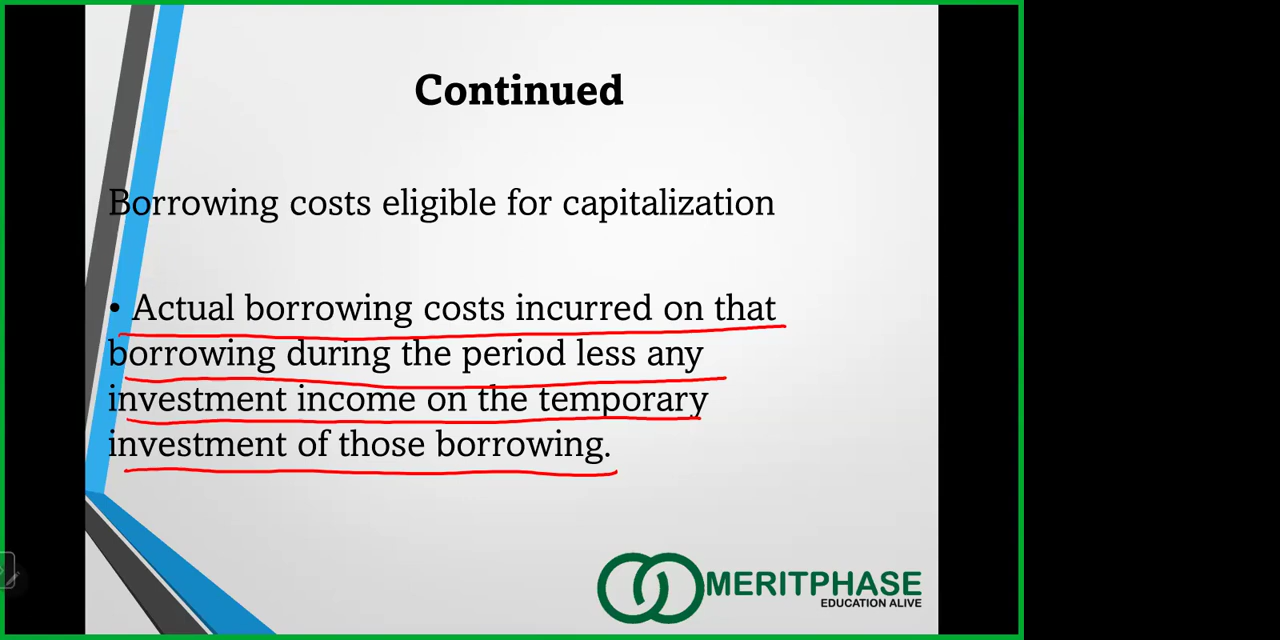 Continued
Borrowing costs eligible for capitalization
• Actual borrowing costs incurred on that
borrowing during the period less any
investment income on the temporary
investment of those borrowing.
MERITPHASE
EDUCATION ALIVE